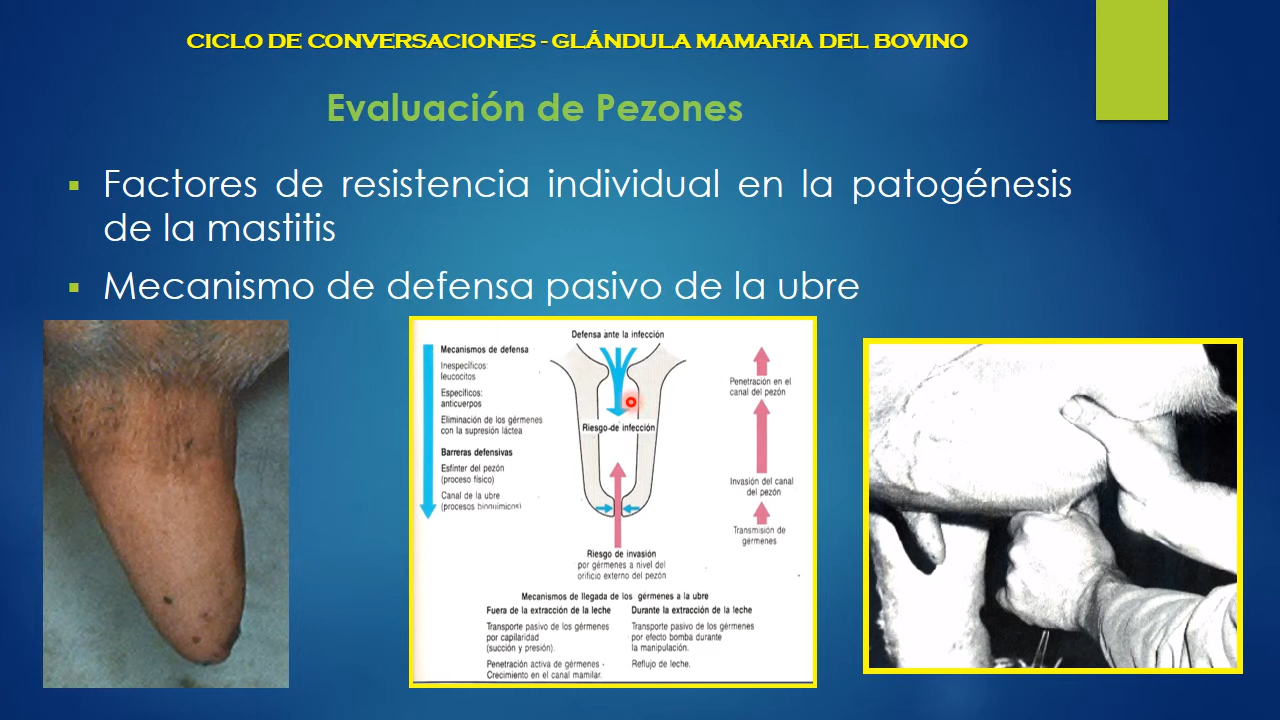 CICLO DE CONVERSACIONES - GLÁNDULA MAMARIA DEL BOVINO
Evaluación de Pezones
Factores de resistencia individual en la patogénesis
de la mastitis
Mecanismo de defensa pasivo de la ubre
Defensa ante la infección
Mecanismos de defensa
Inespecíficos:
leucocitos
Específicos:
anticuerpos
Eliminación de los gérmenes
con la supresión láctea
Barreras defensivas
Esfínter del pezón
(proceso físico)
Canal de la ubre
(procesos bioquímicos)
Riesgo de infección
Riesgo de invasión
por gérmenes a nivel del
orificio externo del pezón
Penetración en el
canal del pezón
Invasión del canal
del pezón
Transmisión de
gérmenes
Mecanismos de llegada de los gérmenes a la ubre
Fuera de la extracción de la leche
Transporte pasivo de los gérmenes
por capilaridad
(succión y presión).
Penetración activa de gérmenes -
Crecimiento en el canal mamilar.
Durante la extracción de la leche
Transporte pasivo de los gérmenes
por efecto bomba durante
la manipulación.
Reflujo de leche.